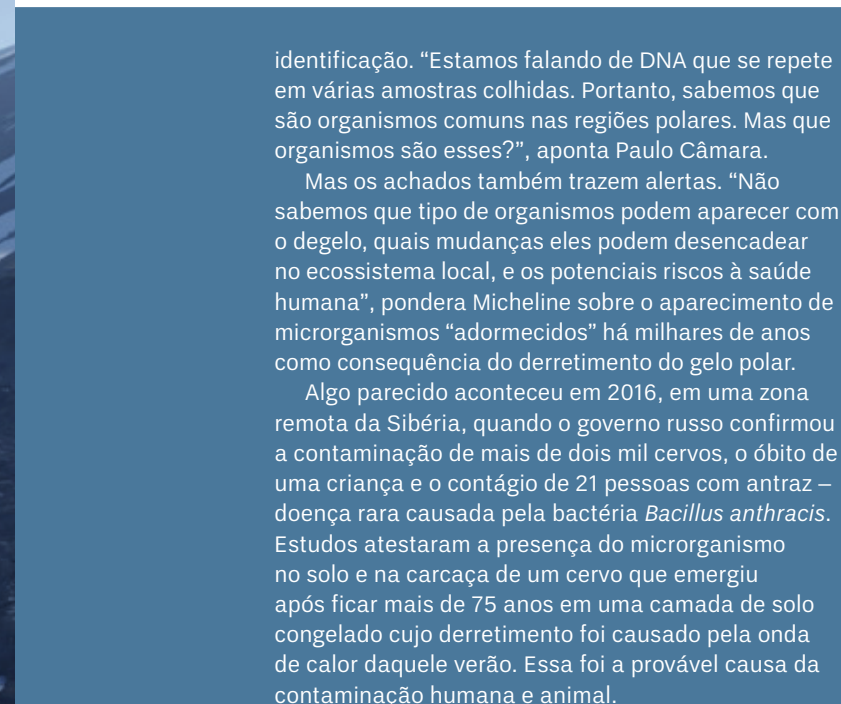 identificação. “Estamos falando de DNA que se repete
em várias amostras colhidas. Portanto, sabemos que
são organismos comuns nas regiões polares. Mas que
organismos são esses?”, aponta Paulo Câmara.
Mas os achados também trazem alertas. “Não
sabemos que tipo de organismos podem aparecer com
o degelo, quais mudanças eles podem desencadear
no ecossistema local, e os potenciais riscos à saúde
humana”, pondera Micheline sobre o aparecimento de
microrganismos “adormecidos” há milhares de anos
como consequência do derretimento do gelo polar.
Algo parecido aconteceu em 2016, em uma zona
remota da Sibéria, quando o governo russo confirmou
a contaminação de mais de dois mil cervos, o óbito de
uma criança e o contágio de 21 pessoas com antraz –
doença rara causada pela bactéria Bacillus anthracis.
Estudos atestaram a presença do microrganismo
no solo e na carcaça de um cervo que emergiu
após ficar mais de 75 anos em uma camada de solo
congelado cujo derretimento foi causado pela onda
de calor daquele verão. Essa foi a provável causa da
contaminação humana e animal.